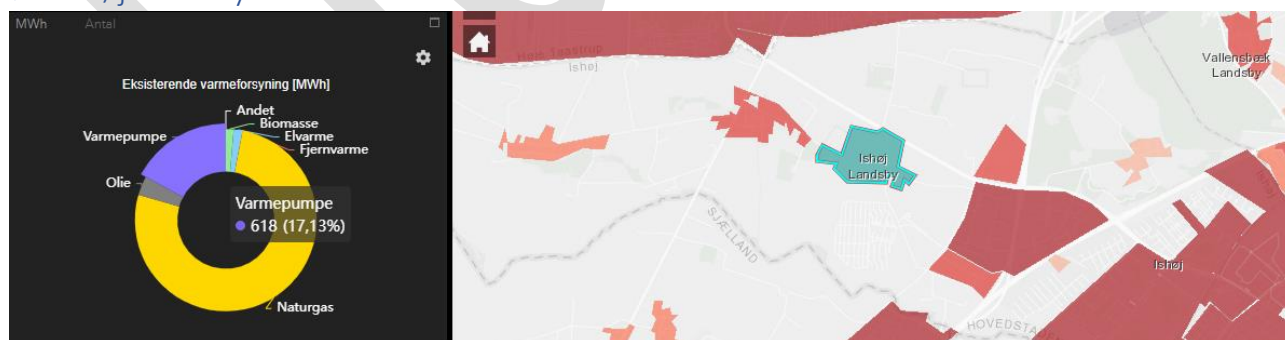 MWh
Antal
Eksisterende varmeforsyning [MWh]
Andet
Biomasse
Elvarme
Fjernvarme
Varmepumpe
Olie
Varmepumpe
618 (17,13%)
Naturgas
Ishøj
Vallensbæk
Landsby
Ishøj
Landsby
SJÆLLAND
Ishøj